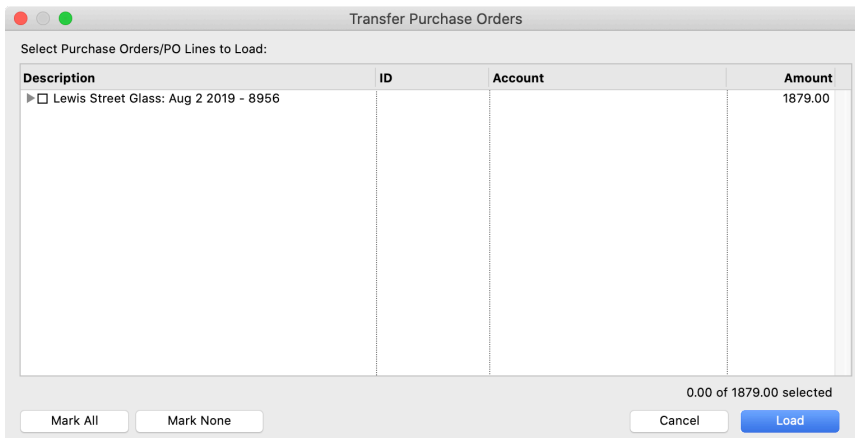 Transfer Purchase Orders
Select Purchase Orders/PO Lines to Load:
Description ID Account Amount
Lewis Street Glass: Aug 2 2019 - 8956 1879.00
0.00 of 1879.00 selected
Mark All Mark None Cancel Load